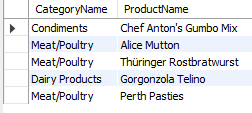 CategoryName ProductName
Condiments Chef Anton's Gumbo Mix
Meat/Poultry Alice Mutton
Meat/Poultry Thüringer Rostbratwurst
Dairy Products Gorgonzola Telino
Meat/Poultry Perth Pasties